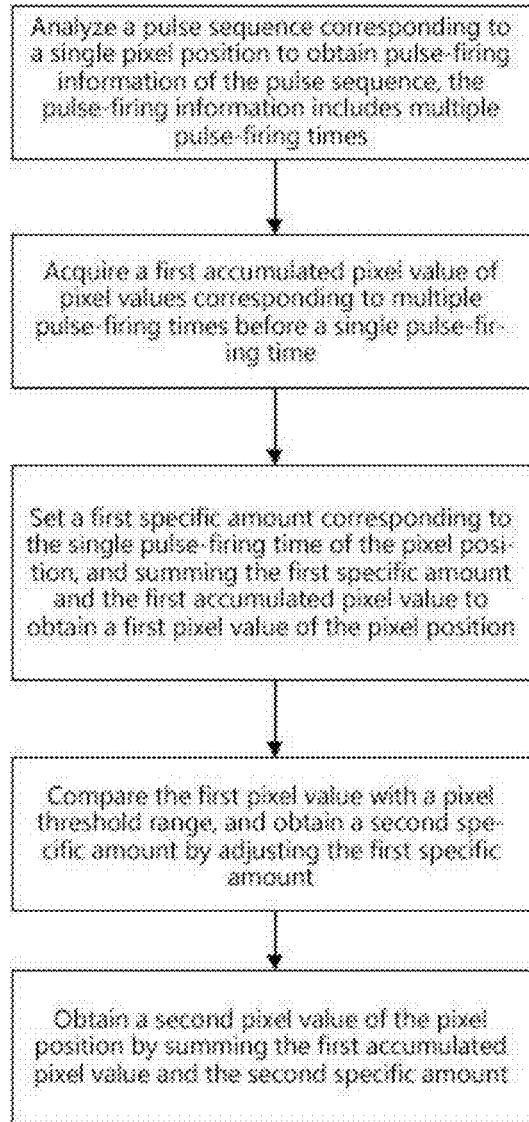 Analyze a pulse sequence corresponding to
a single pixel position to obtain pulse-firing
information of the pulse sequence, the
pulse-firing information includes multiple
pulse-firing times
Acquire a first accumulated pixel value of
pixel values corresponding to multiple
pulse-firing times before a single pulse-fir-
ing time
Set a first specific amount corresponding to
the single pulse-firing time of the pixel posi-
tion, and summing the first specific amount
and the first accumulated pixel value to
obtain a first pixel value of the pixel position
Compare the first pixel value with a pixel
threshold range, and obtain a second spe-
cific amount by adjusting the first specific
amount
Obtain a second pixel value of the pixel
position by summing the first accumulated
pixel value and the second specific amount